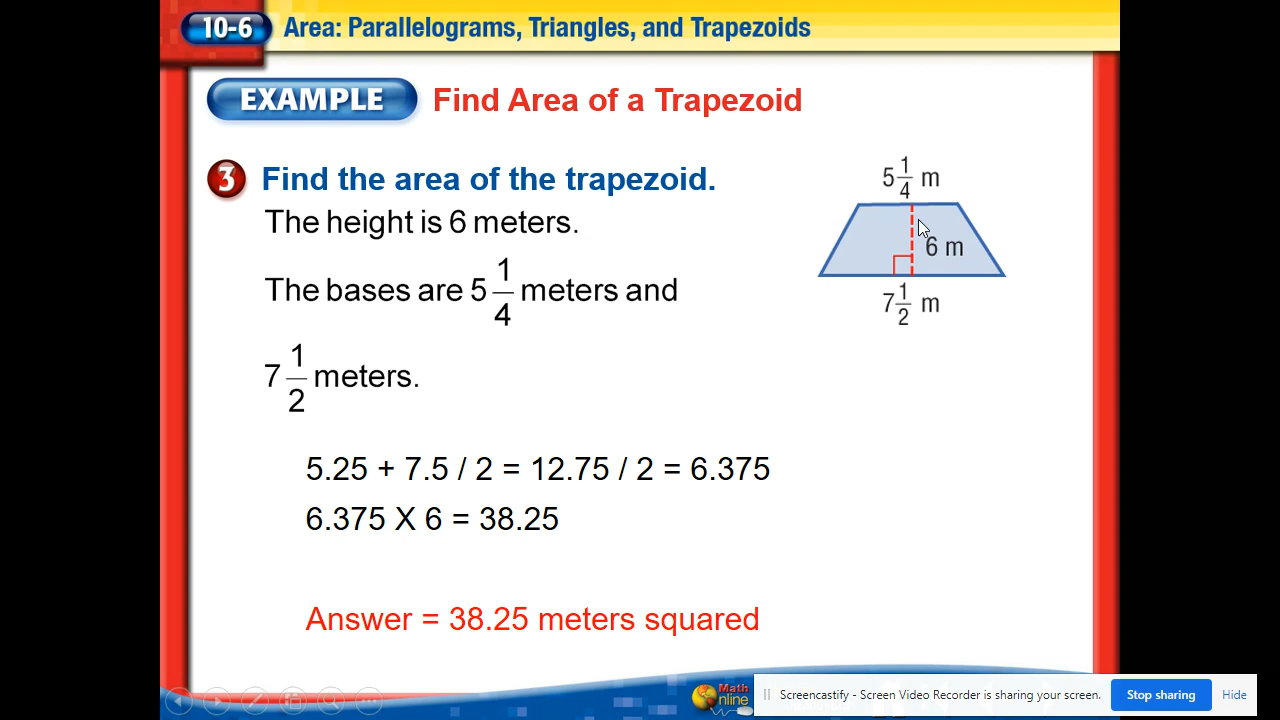 10-6 Area: Parallelograms, Triangles, and Trapezoids
EXAMPLE Find Area of a Trapezoid
3 Find the area of the trapezoid.
The height is 6 meters.
The bases are 5 1/4 meters and
7 1/2 meters.
5 1/4 m
6 m
7 1/2 m
5.25 + 7.5 / 2 = 12.75 / 2 = 6.375
6.375 X 6 = 38.25
Answer = 38.25 meters squared
Math
nline
Screencastify - Screen Video Recorder is sharing your screen.
Stop sharing
Hide